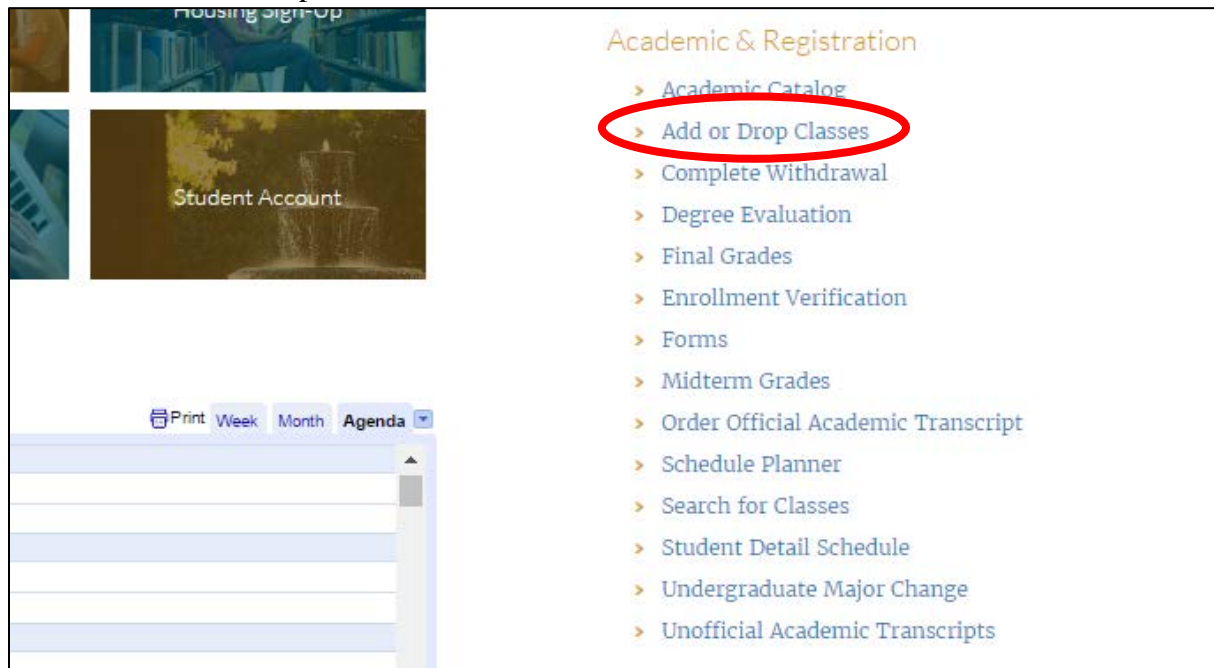 Housing Sign-Up
Student Account
Print Week Month Agenda
Academic & Registration
Academic Catalog
Add or Drop Classes
Complete Withdrawal
Degree Evaluation
Final Grades
Enrollment Verification
Forms
Midterm Grades
Order Official Academic Transcript
Schedule Planner
Search for Classes
Student Detail Schedule
Undergraduate Major Change
Unofficial Academic Transcripts